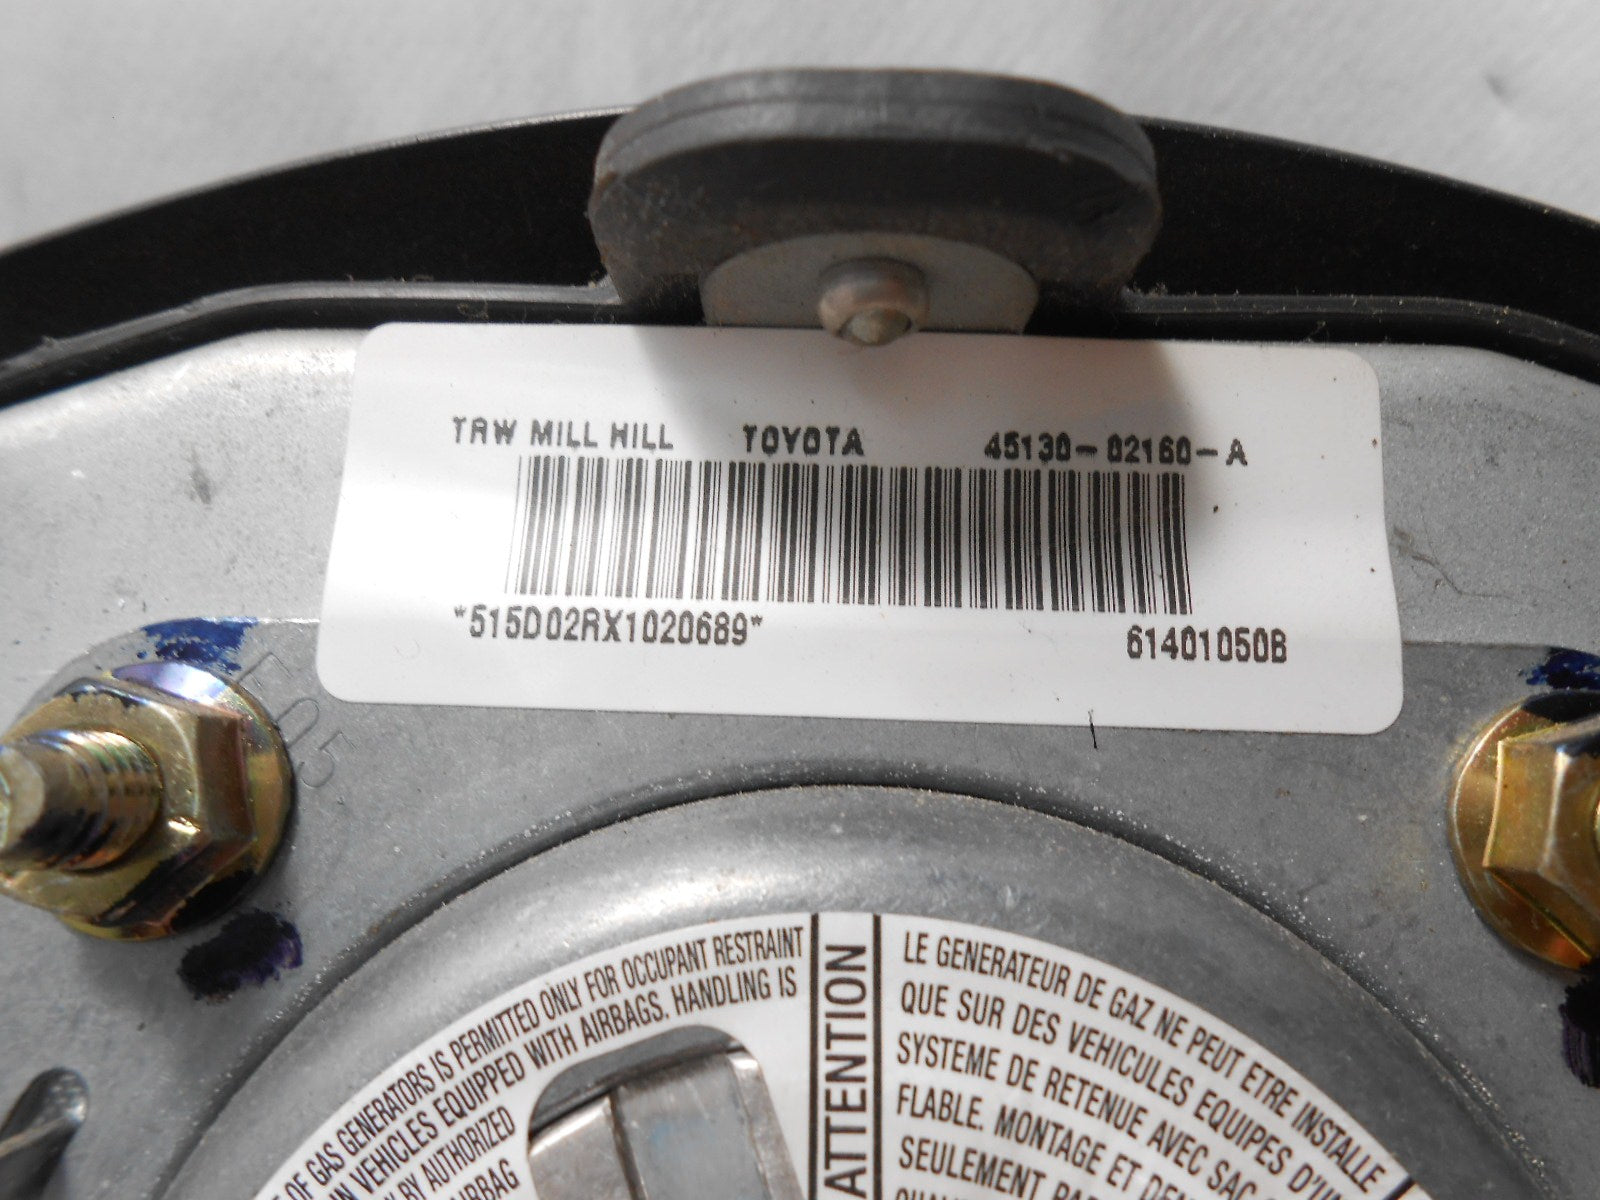 TRW MILL HILL TOYOTA 45130-02160-A
*515D02RX1020689* 61401050B
E05
OF GAS GENERATORS IS PERMITTED ONLY FOR OCCUPANT RESTRAINT
IN VEHICLES EQUIPPED WITH AIRBAGS. HANDLING IS
BY AUTHORIZED
AIRBAG
ATTENTION
LE GENERATEUR DE GAZ NE PEUT ETRE INSTALLE
QUE SUR DES VEHICULES EQUIPES D'UN
SYSTEME DE RETENUE AVEC SAC
FLABLE. MONTAGE ET
SEULEMENT